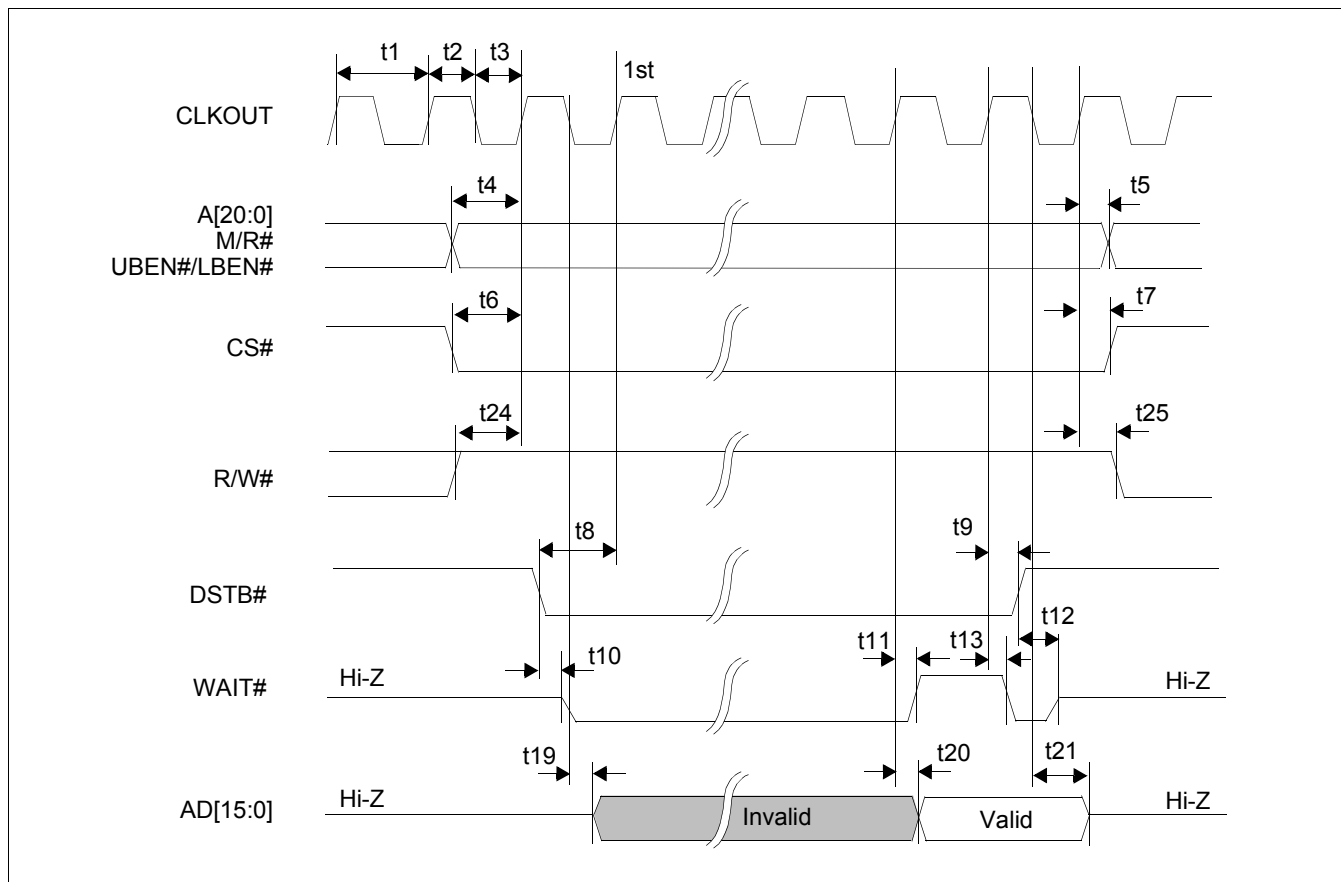 t1 t2 t3
1st
CLKOUT
t4 t5
A[20:0]
M/R#
UBEN#/LBEN#
t6 t7
CS#
t24 t25
R/W#
t8 t9
DSTB#
t10 t11 t13 t12
WAIT# Hi-Z Hi-Z
t19 t20 t21
AD[15:0] Hi-Z Invalid Valid Hi-Z